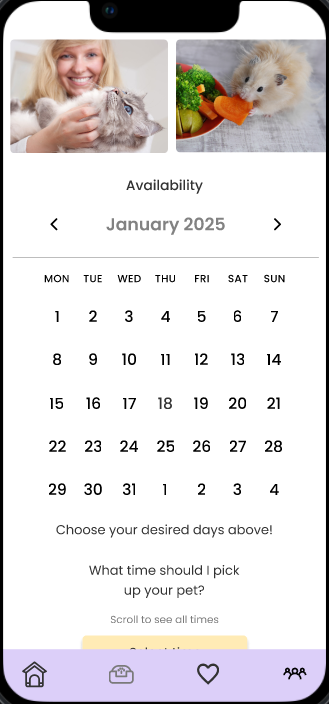 Availability
January 2025
MON TUE WED THU FRI SAT SUN
1 2 3 4 5 6 7
8 9 10 11 12 13 14
15 16 17 18 19 20 21
22 23 24 25 26 27 28
29 30 31 1 2 3 4
Choose your desired days above!
What time should I pick
up your pet?
Scroll to see all times